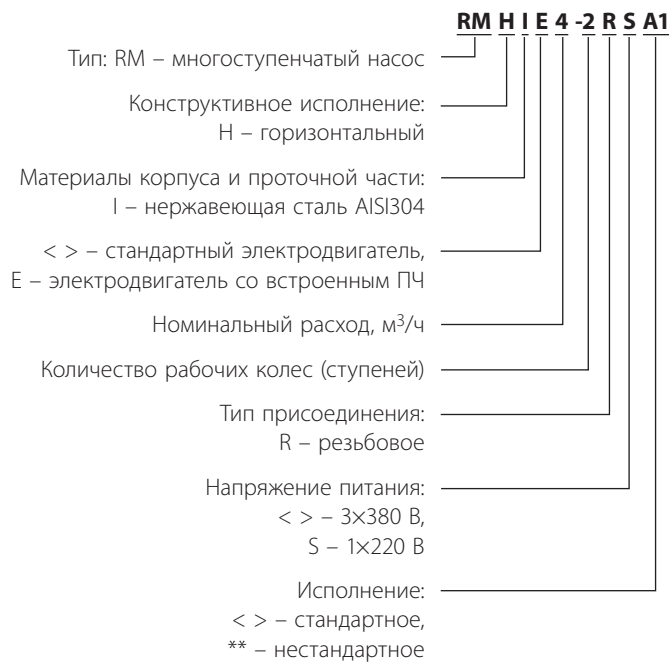 RM H I E 4 -2 R S A1
Тип: RM – многоступенчатый насос
Конструктивное исполнение:
H – горизонтальный
Материалы корпуса и проточной части:
I – нержавеющая сталь AISI304
< > – стандартный электродвигатель,
E – электродвигатель со встроенным ПЧ
Номинальный расход, м³/ч
Количество рабочих колес (ступеней)
Тип присоединения:
R – резьбовое
Напряжение питания:
< > – 3×380 В,
S – 1×220 В
Исполнение:
< > – стандартное,
** – нестандартное